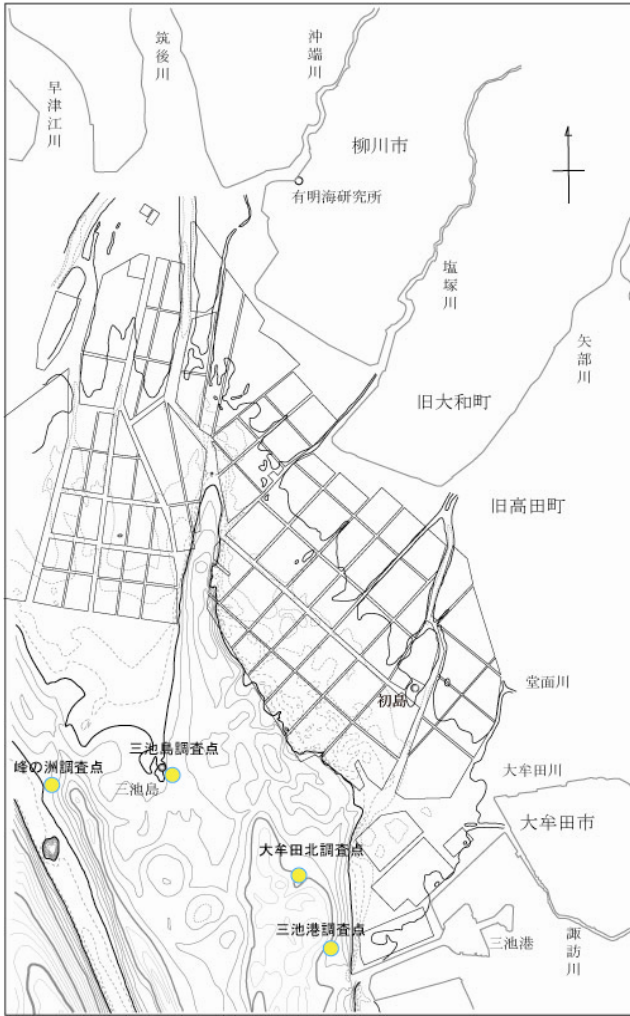 早津江川
筑後川
沖端川
柳川市
有明海研究所
塩塚川
矢部川
旧大和町
旧高田町
初島
堂面川
三池島調査点
峰の洲調査点
三池島
大牟田川
大牟田市
大牟田北調査点
三池港調査点
三池港
諏訪川